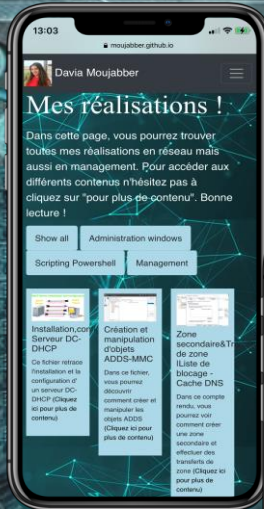 13:03
moujabber.github.io
Davia Moujabber
Mes réalisations !
Dans cette page, vous pourrez trouver
toutes mes réalisations en réseau mais
aussi en management. Pour accéder aux
différents contenus n'hésitez pas à
cliquez sur "pour plus de contenu". Bonne
lecture !
Show all
Administration windows
Scripting Powershell
Management
Installation,con
Serveur DC-
DHCP
Ce fichier retrace
l'installation et la
configuration d'
un serveur DC-
DHCP (Cliquez
ici pour plus de
contenu)
Création et
manipulation
d'objets
ADDS-MMC
Dans ce fichier,
vous pourrez
découvrir
comment créer et
manipuler les
objets ADDS
(Cliquez ici pour
plus de contenu)
Zone
secondaire&Tr
de zone
lListe de
blocage -
Cache DNS
Dans ce compte
rendu, vous
pourrez voir
comment créer
une zone
secondaire et
effectuer des
transferts de
zone (Cliquez ici
pour plus de
contenu)